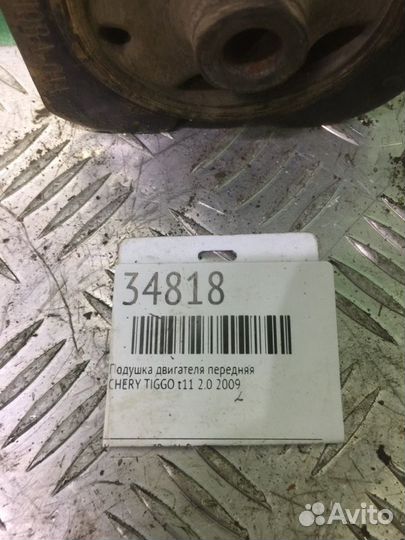 34818
Подушка двигателя передняя
CHERY TIGGO t11 2.0 2009
Avito